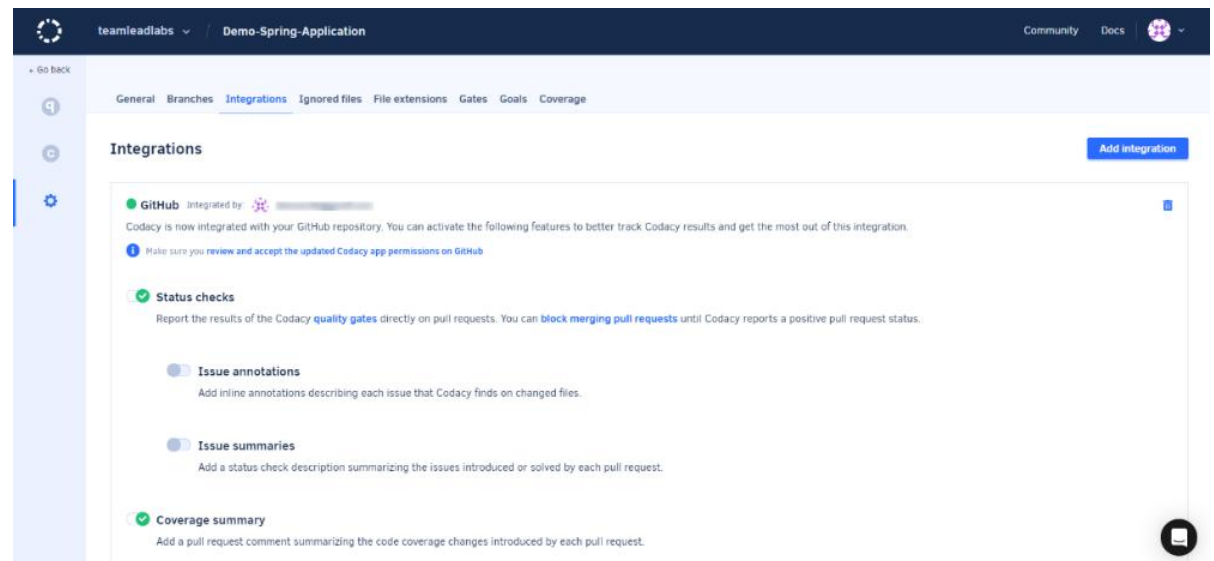 teamleadlabs / Demo-Spring-Application Community Docs
Go back
General Branches Integrations Ignored files File extensions Gates Goals Coverage
Integrations Add integration
GitHub Integrated by:
Codacy is now integrated with your GitHub repository. You can activate the following features to better track Codacy results and get the most out of this integration.
Make sure you review and accept the updated Codacy app permissions on GitHub
Status checks
Report the results of the Codacy quality gates directly on pull requests. You can block merging pull requests until Codacy reports a positive pull request status.
Issue annotations
Add inline annotations describing each issue that Codacy finds on changed files.
Issue summaries
Add a status check description summarizing the issues introduced or solved by each pull request.
Coverage summary
Add a pull request comment summarizing the code coverage changes introduced by each pull request.